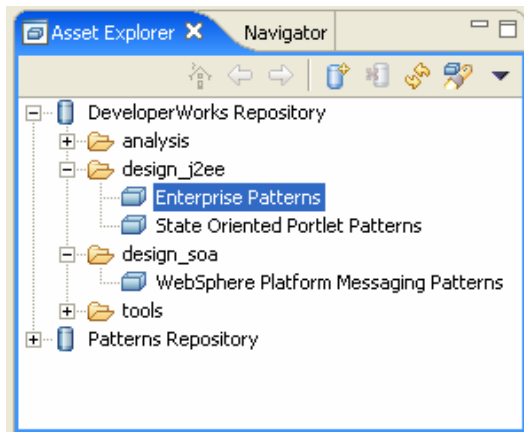 Asset Explorer Navigator
DeveloperWorks Repository
analysis
design_j2ee
Enterprise Patterns
State Oriented Portlet Patterns
design_soa
WebSphere Platform Messaging Patterns
tools
Patterns Repository